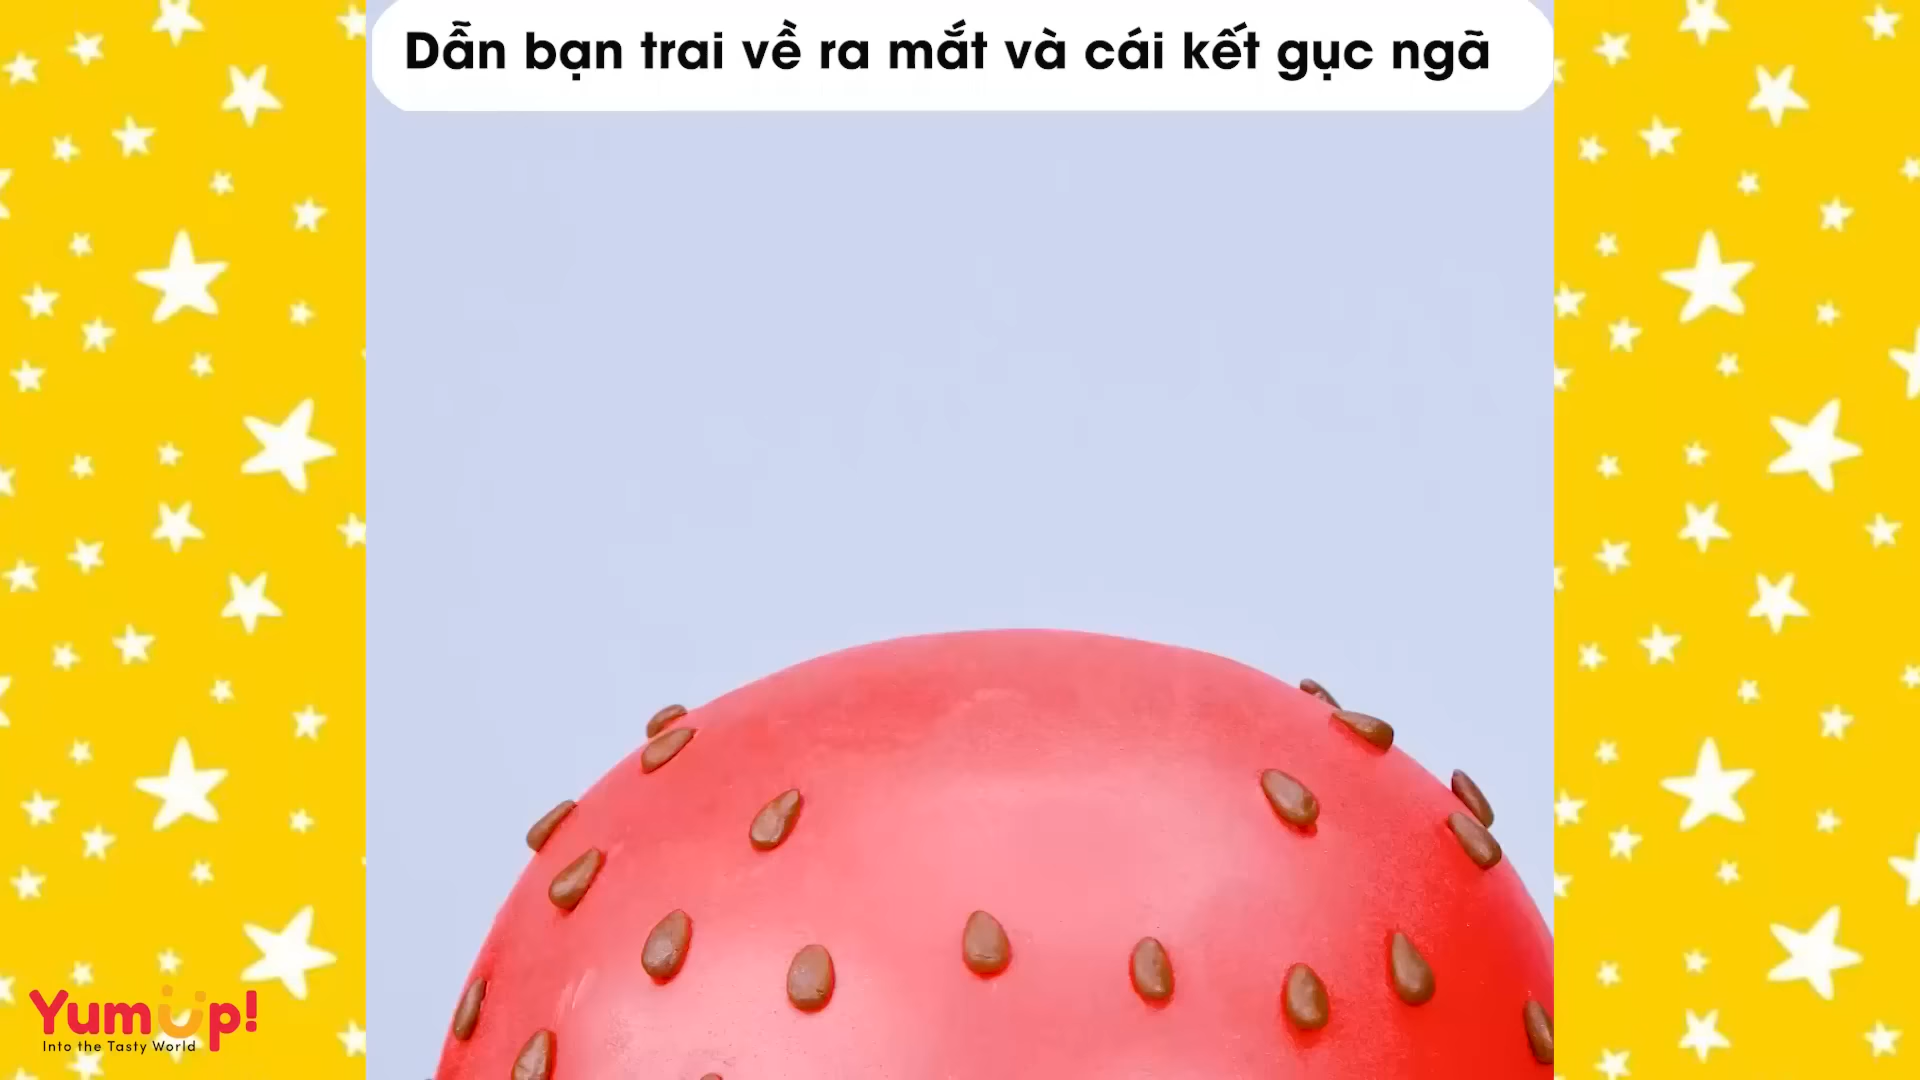 Dẫn bạn trai về ra mắt và cái kết gục ngã
YumUp!
Into the Tasty World